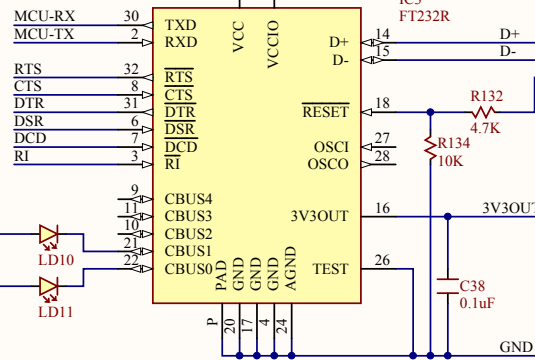 IC3
FT232R
MCU-RX 30 TXD
MCU-TX 2 RXD
VCC
VCCIO
D+ 14 D+
D- 15 D-
RTS 32 RTS
CTS 8 CTS
DTR 31 DTR
DSR 6 DSR
DCD 7 DCD
RI 3 RI
RESET 18
R132
4.7K
R134
10K
OSCI 27
OSCO 28
9 CBUS4
11 CBUS3
10 CBUS2
21 CBUS1
22 CBUS0
LD10
LD11
3V3OUT 16 3V3OUT
TEST 26
C38
0.1uF
PAD
GND
GND
GND
AGND
P
20
17
4
24
GND